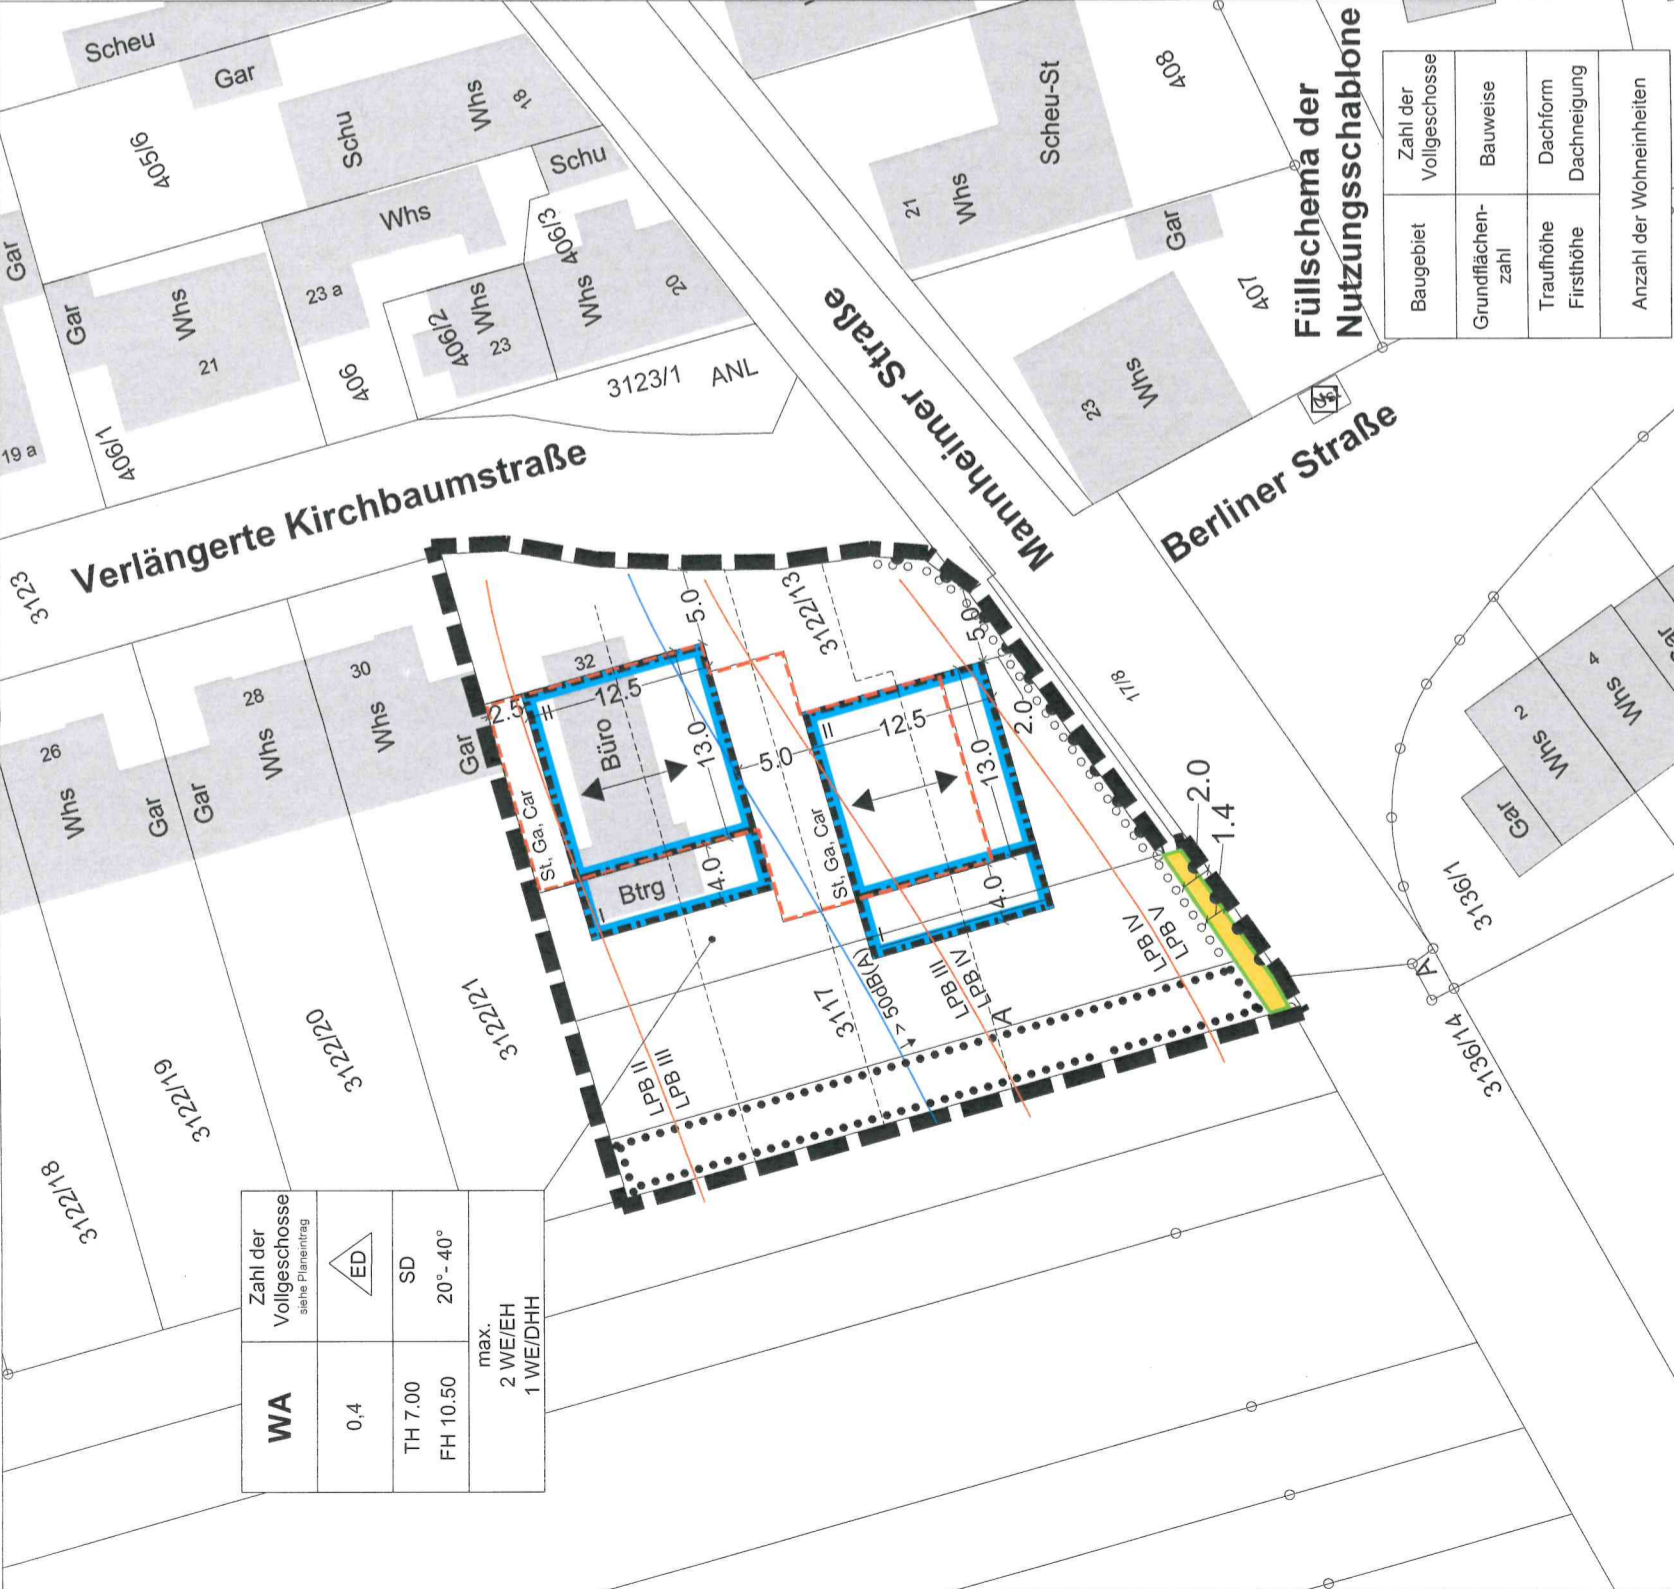 Scheu
Gar
405/6
Schu
Whs
18
Schu
Gar
Gar
Whs
21
19 a
406/1
Whs
23 a
406
406/2
Whs
23
406/3
Whs
20
3123/1
ANL
Scheu-St
408
21
Whs
Gar
407
23
Whs
Verlängerte Kirchbaumstraße
Mannheimer Straße
Berliner Straße
3123
26
Whs
Gar
Gar
28
Whs
30
Whs
Gar
3122/18
3122/19
3122/20
3122/21
3122/13
3117
17/8
32
Büro
Btrg
St, Ga, Car
St, Ga, Car
II
II
I
I
2.5
12.5
13.0
5.0
4.0
5.0
12.5
13.0
5.0
2.0
4.0
2.0
1.4
LPB II
LPB III
> 50dB(A)
LPB III
LPB IV
LPB IV
LPB V
A
A
3136/1
3136/14
Gar
Whs
2
Whs
4
Gar
WA
Zahl der
Vollgeschosse
siehe Planeintrag
0,4
ED
TH 7.00
FH 10.50
SD
20°- 40°
max.
2 WE/EH
1 WE/DHH
Füllschema der
Nutzungsschablone
Baugebiet
Zahl der
Vollgeschosse
Grundflächen-
zahl
Bauweise
Traufhöhe
Firsthöhe
Dachform
Dachneigung
Anzahl der Wohneinheiten